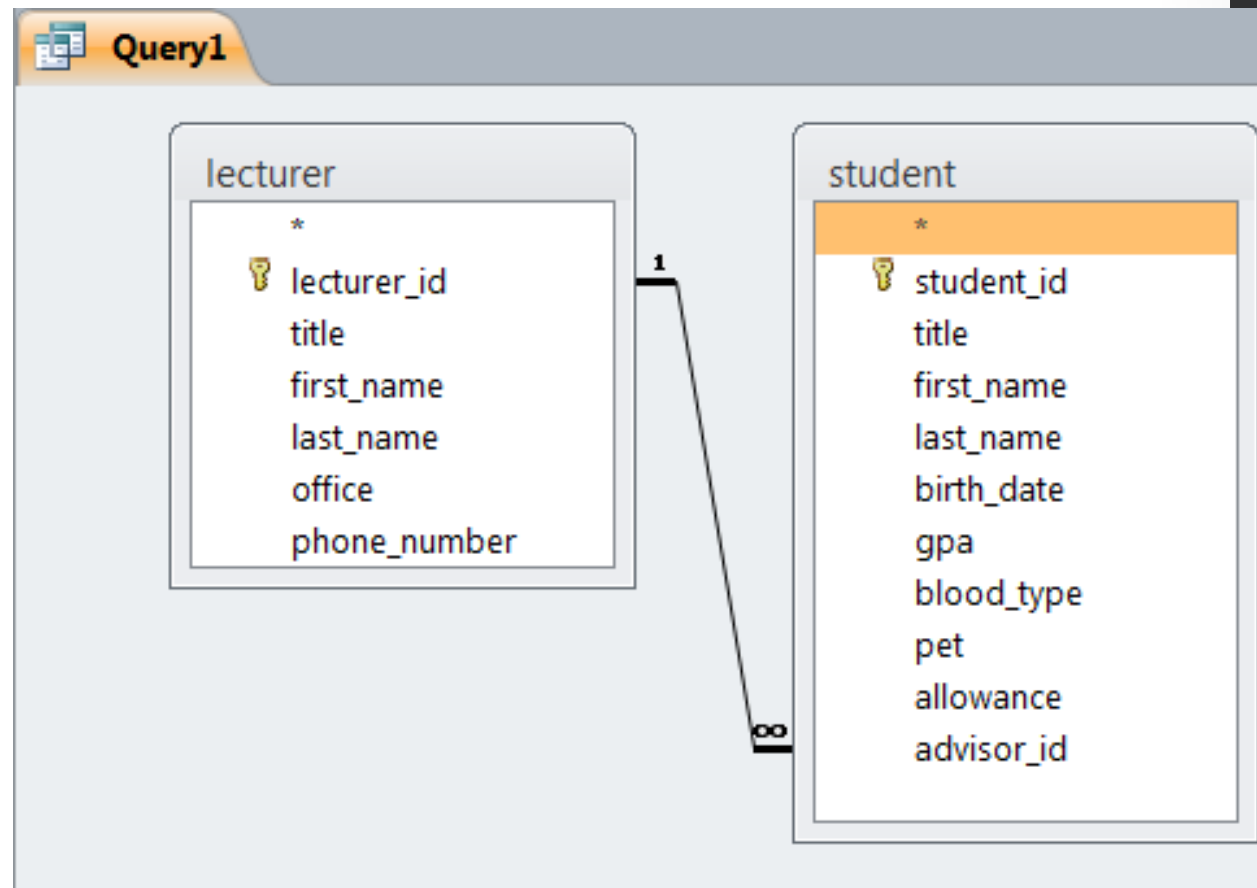 Query1
lecturer
*
lecturer_id
title
first_name
last_name
office
phone_number
1
∞
student
*
student_id
title
first_name
last_name
birth_date
gpa
blood_type
pet
allowance
advisor_id